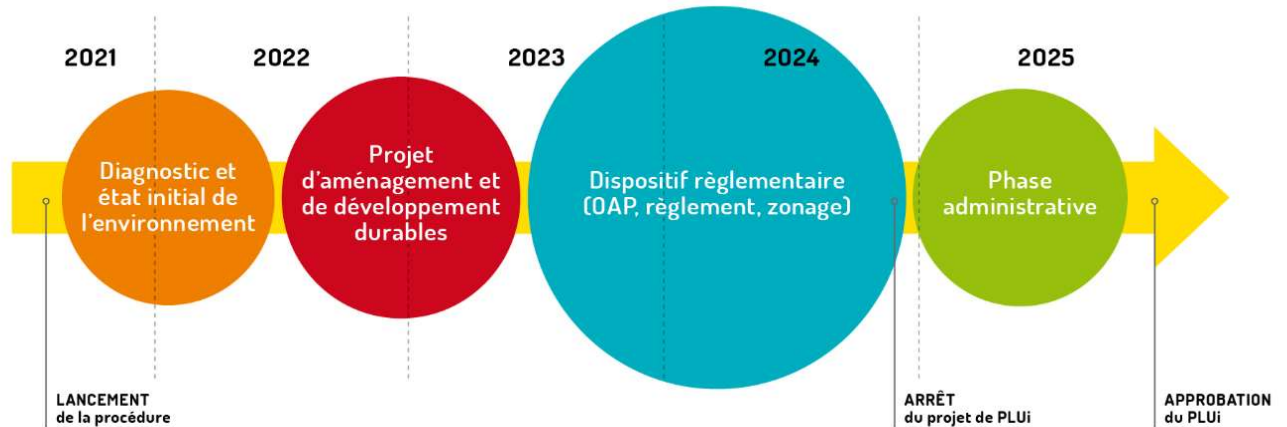 2021
2022
2023
2024
2025
Diagnostic et
état initial de
l'environnement
Projet
d'aménagement et
de développement
durables
Dispositif règlementaire
(OAP, règlement, zonage)
Phase
administrative
LANCEMENT
de la procédure
ARRÊT
du projet de PLUi
APPROBATION
du PLUi